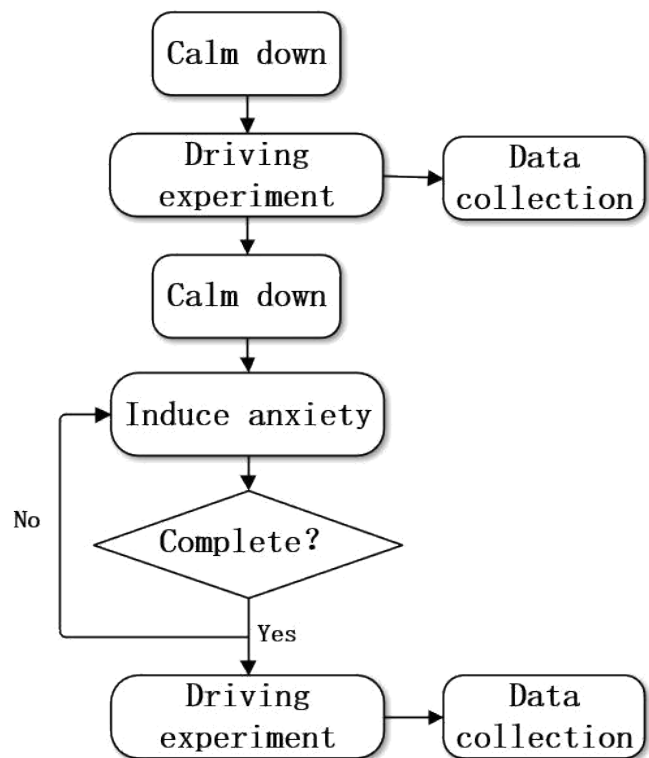 Calm down
Driving
experiment
Data
collection
Calm down
Induce anxiety
No
Complete?
Yes
Driving
experiment
Data
collection